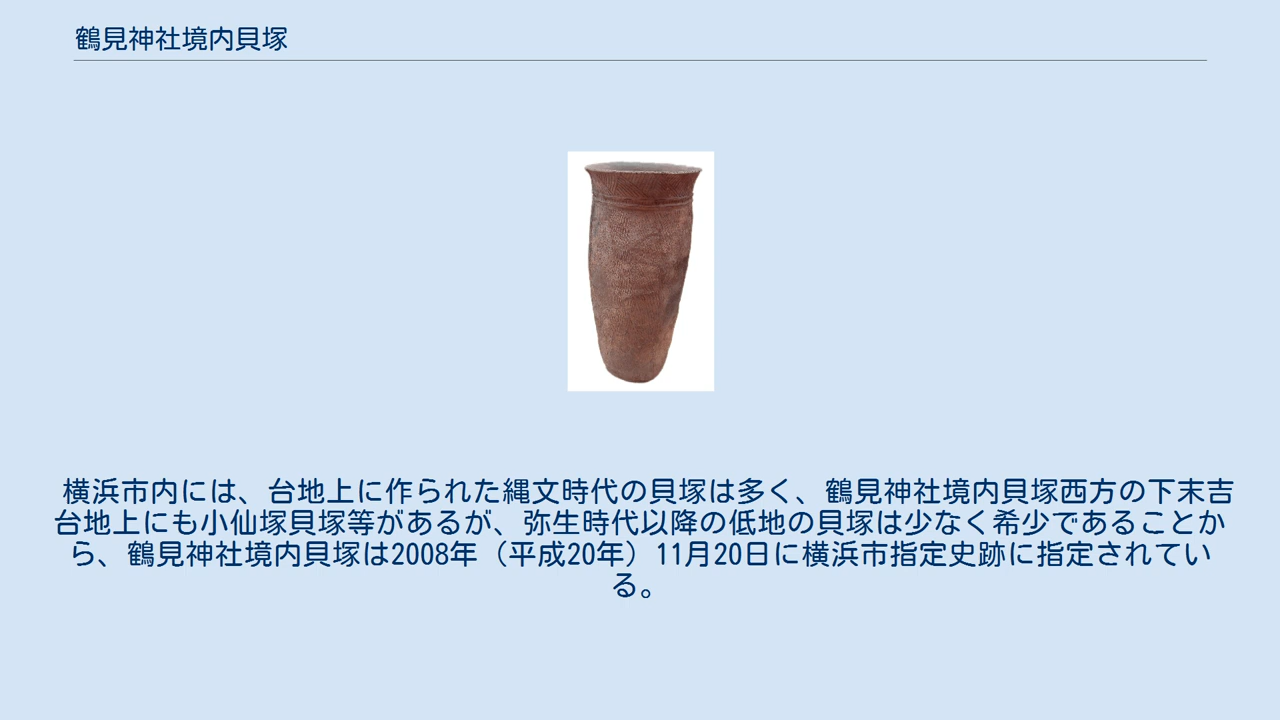 鶴見神社境内貝塚
横浜市内には、台地上に作られた縄文時代の貝塚は多く、鶴見神社境内貝塚西方の下末吉
台地上にも小仙塚貝塚等があるが、弥生時代以降の低地の貝塚は少なく希少であることか
ら、鶴見神社境内貝塚は2008年（平成20年）11月20日に横浜市指定史跡に指定されてい
る。